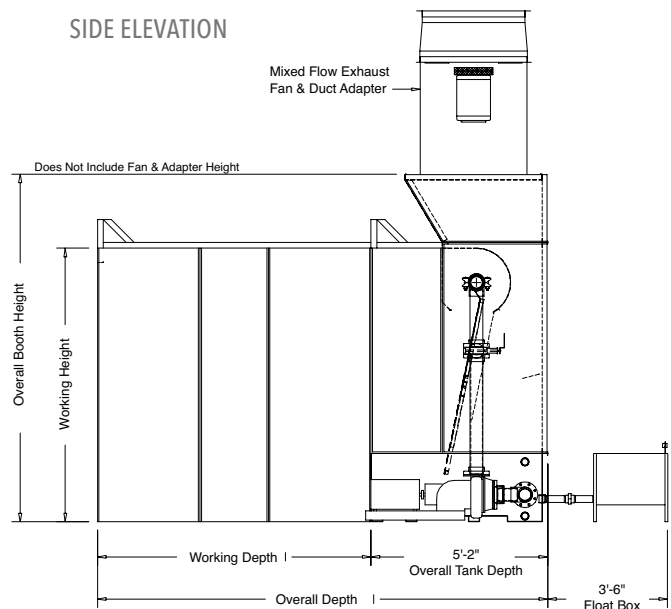 SIDE ELEVATION
Mixed Flow Exhaust
Fan & Duct Adapter
Does Not Include Fan & Adapter Height
Overall Booth Height
Working Height
Working Depth
5'-2"
Overall Tank Depth
Overall Depth
3'-6"
Float Box